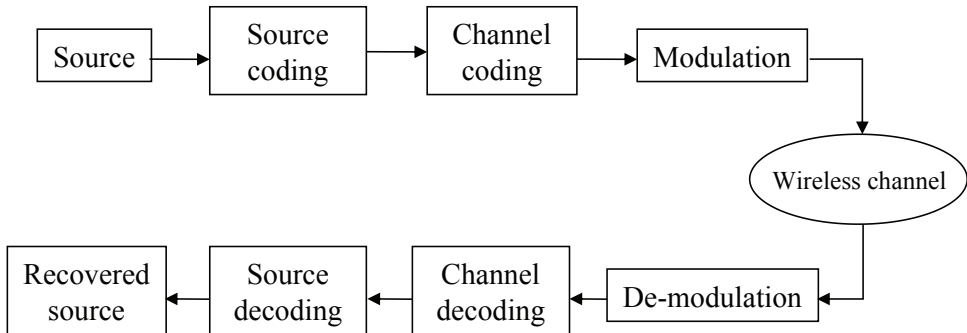 Source
Source
coding
Channel
coding
Modulation
Wireless channel
De-modulation
Channel
decoding
Source
decoding
Recovered
source